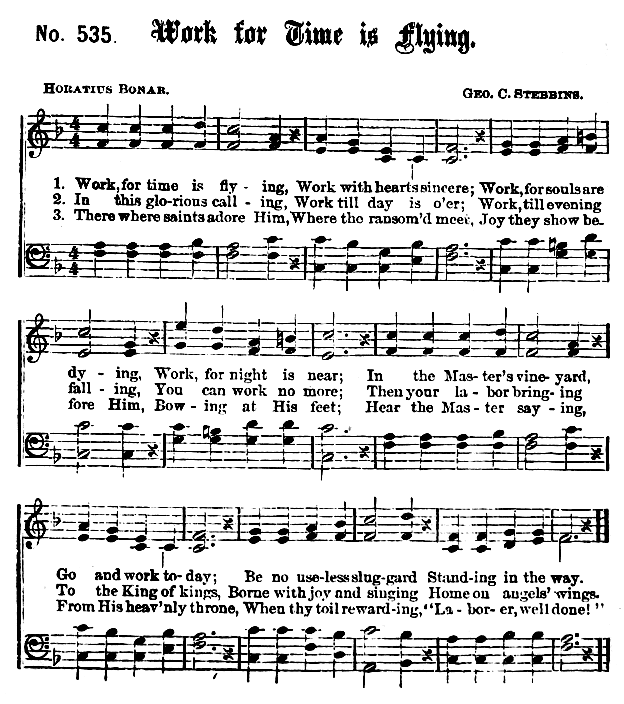 No. 535. Work for Time is Flying.
HORATIUS BONAR. GEO. C. STEBBINS.
1. Work, for time is fly - ing, Work with hearts sincere; Work, for souls are
2. In this glo-rious call - ing, Work till day is o'er; Work, till evening
3. There where saints adore Him, Where the ransom'd meet, Joy they show be-
dy - ing, Work, for night is near; In the Mas-ter's vine-yard,
fall - ing, You can work no more; Then your la - bor bring-ing
fore Him, Bow - ing at His feet; Hear the Mas - ter say - ing,
Go and work to-day; Be no use-less slug-gard Stand-ing in the way.
To the King of kings, Borne with joy and singing Home on angels' wings.
From His heav'nly throne, When thy toil reward-ing, "La - bor - er, well done!"